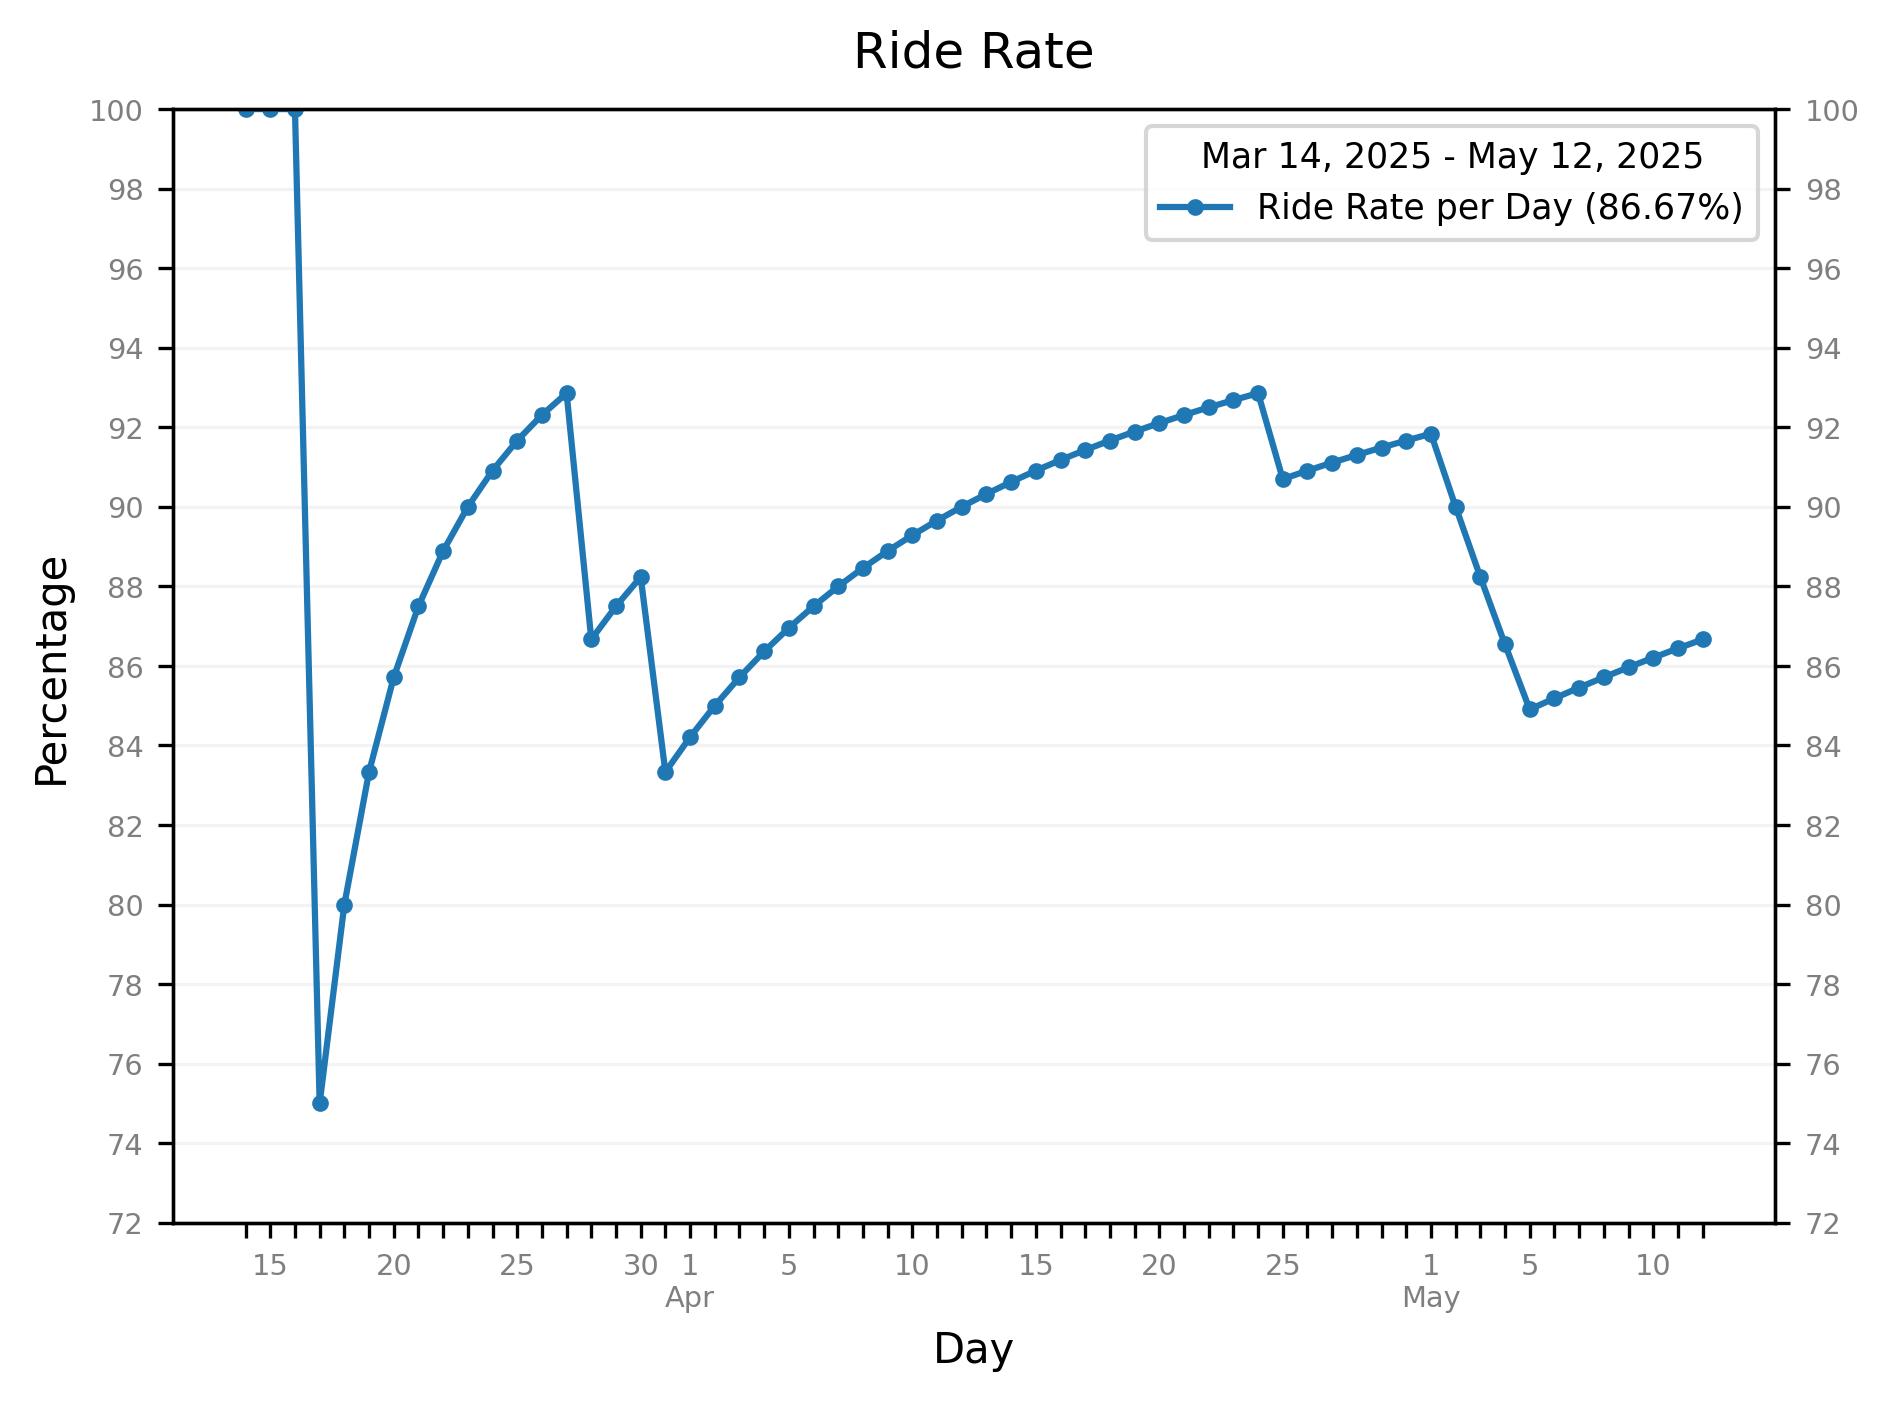 Ride Rate
Mar 14, 2025 - May 12, 2025
Ride Rate per Day (86.67%)
Percentage
100 100
98 98
96 96
94 94
92 92
90 90
88 88
86 86
84 84
82 82
80 80
78 78
76 76
74 74
72 72
15 20 25 30 1 5 10 15 20 25 1 5 10
Apr May
Day